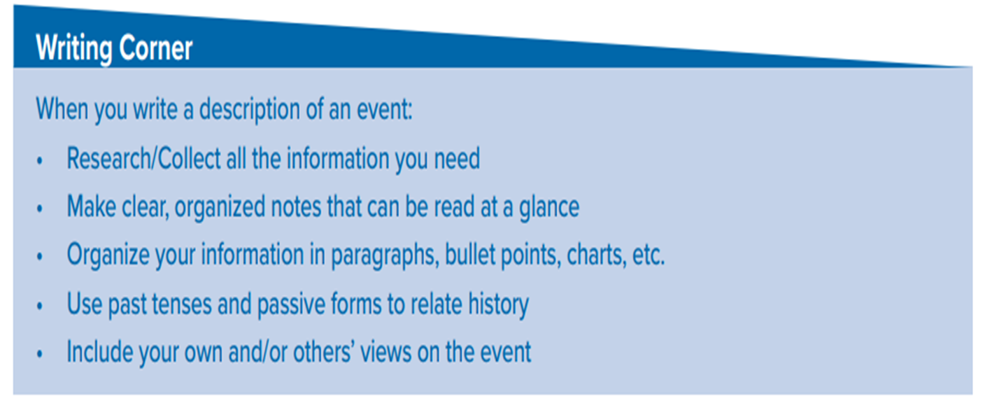 Writing Corner
When you write a description of an event:
• Research/Collect all the information you need
• Make clear, organized notes that can be read at a glance
• Organize your information in paragraphs, bullet points, charts, etc.
• Use past tenses and passive forms to relate history
• Include your own and/or others’ views on the event